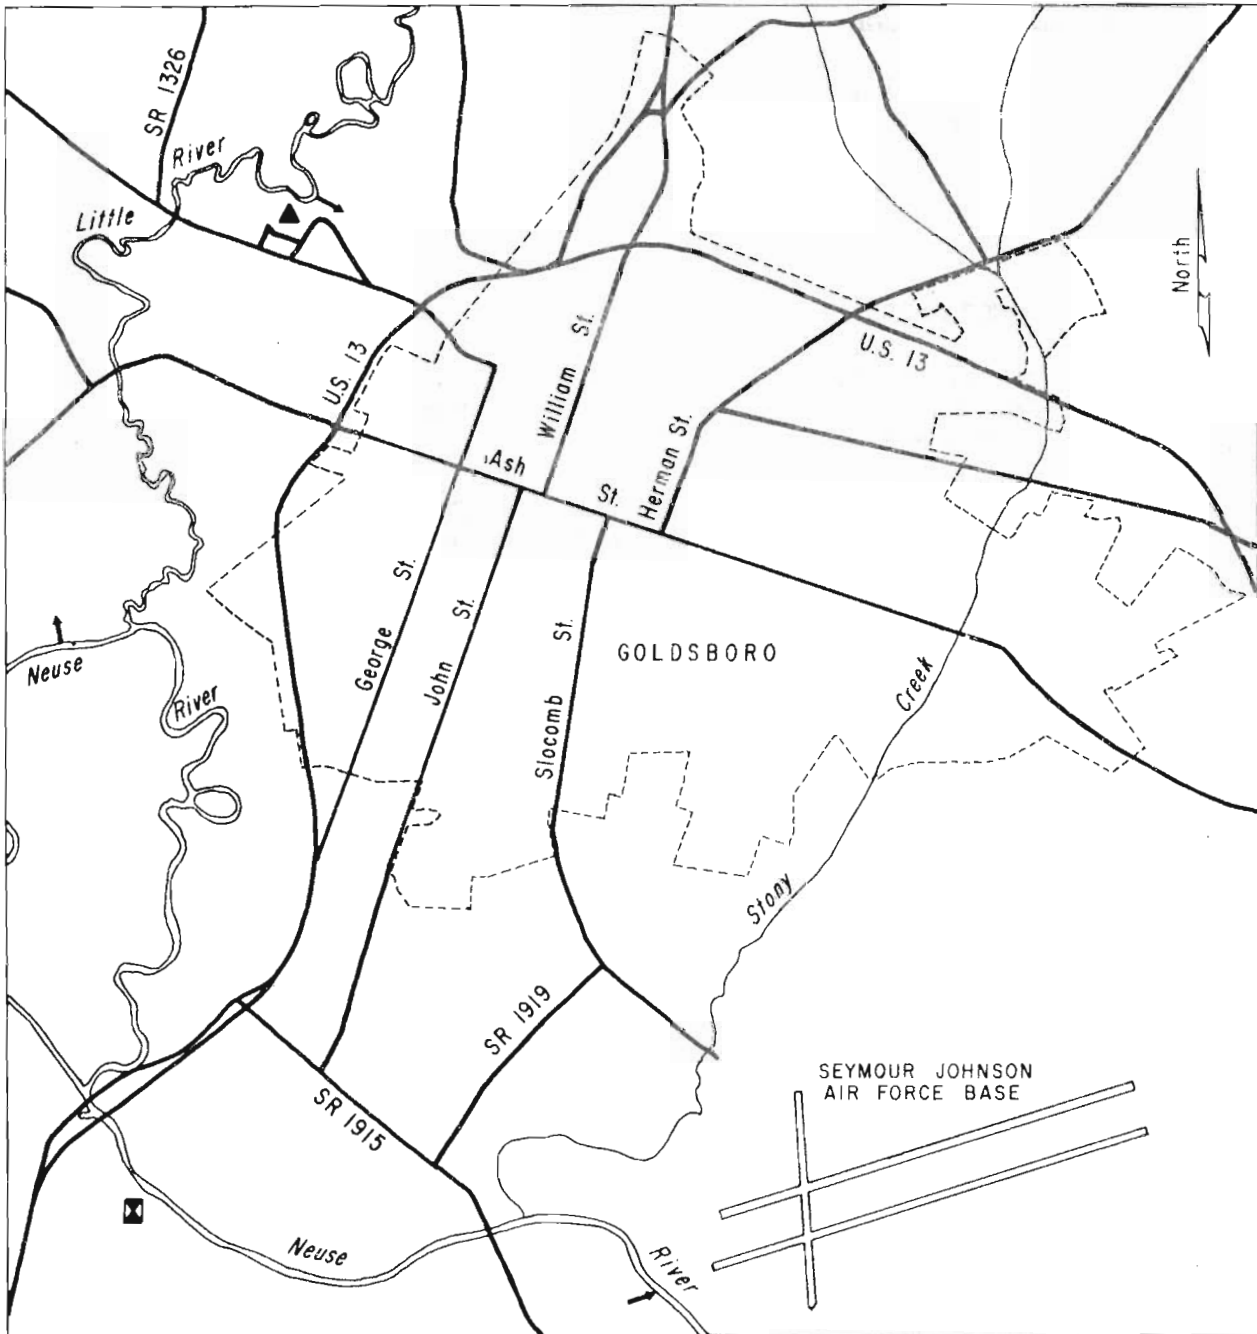 SR 1326
River
Little
North
U.S. 13
William St.
U.S. 13
Herman St.
Ash St.
George St.
John St.
Slocomb St.
GOLDSBORO
Creek
Neuse
River
Stony
SR 1919
SEYMOUR JOHNSON
AIR FORCE BASE
SR 1915
Neuse
River